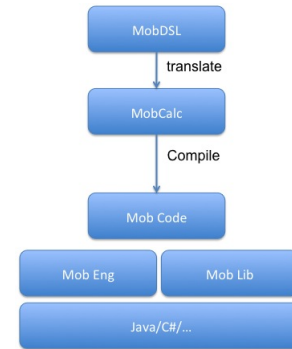 MobDSL
translate
MobCalc
Compile
Mob Code
Mob Eng
Mob Lib
Java/C#/...